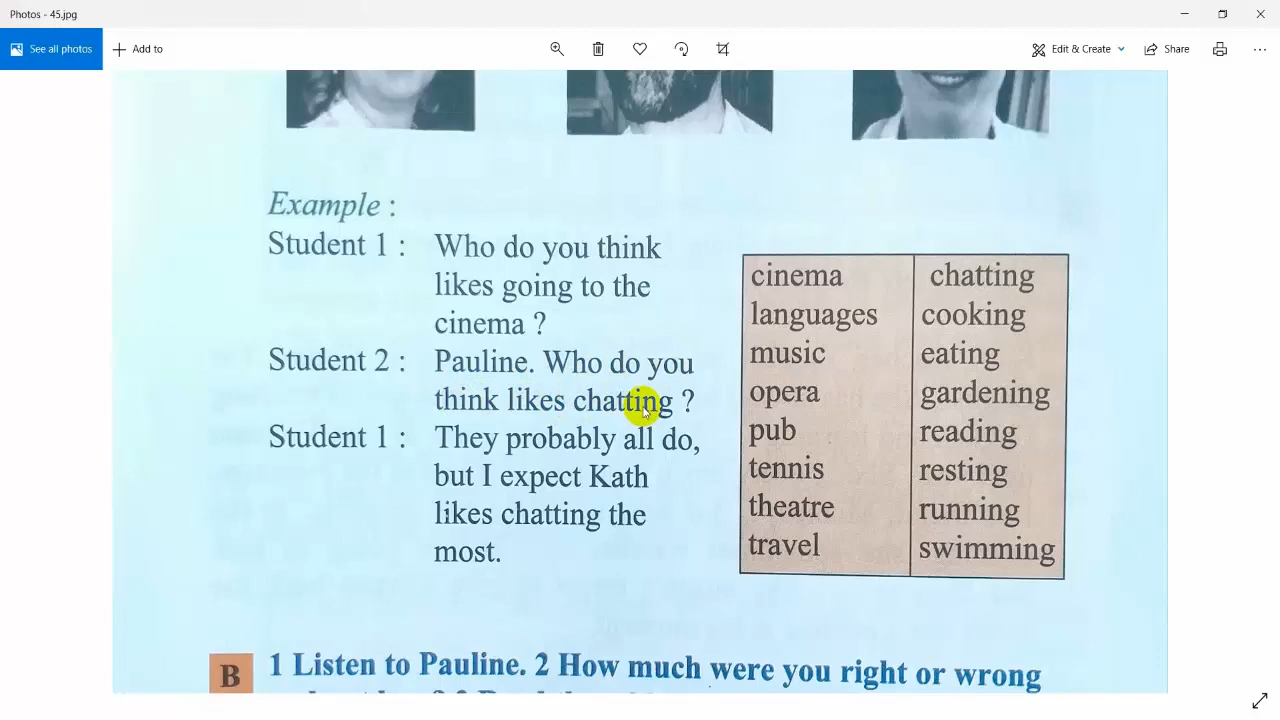 Photos - 45.jpg
See all photos
Add to
Edit & Create
Share
Example :
Student 1 : Who do you think
likes going to the
cinema ?
Student 2 : Pauline. Who do you
think likes chatting ?
Student 1 : They probably all do,
but I expect Kath
likes chatting the
most.
cinema chatting
languages cooking
music eating
opera gardening
pub reading
tennis resting
theatre running
travel swimming
B 1 Listen to Pauline. 2 How much were you right or wrong